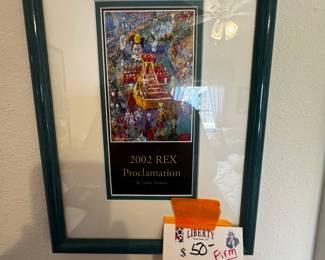 2002 REX
Proclamation
LIBERTY
$ 50- Firm